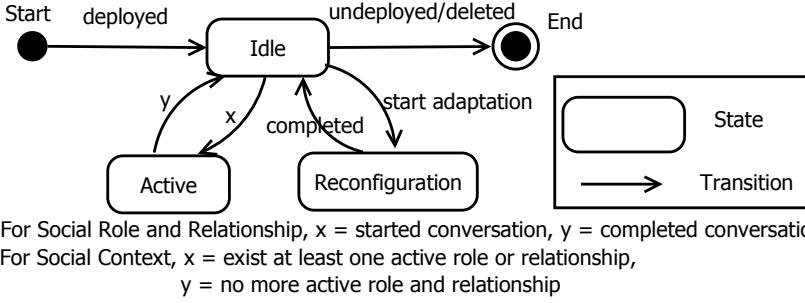 Start
deployed
undeployed/deleted
End
Idle
y
x
completed
start adaptation
State
Active
Reconfiguration
Transition
For Social Role and Relationship, x = started conversation, y = completed conversatio
For Social Context, x = exist at least one active role or relationship,
y = no more active role and relationship